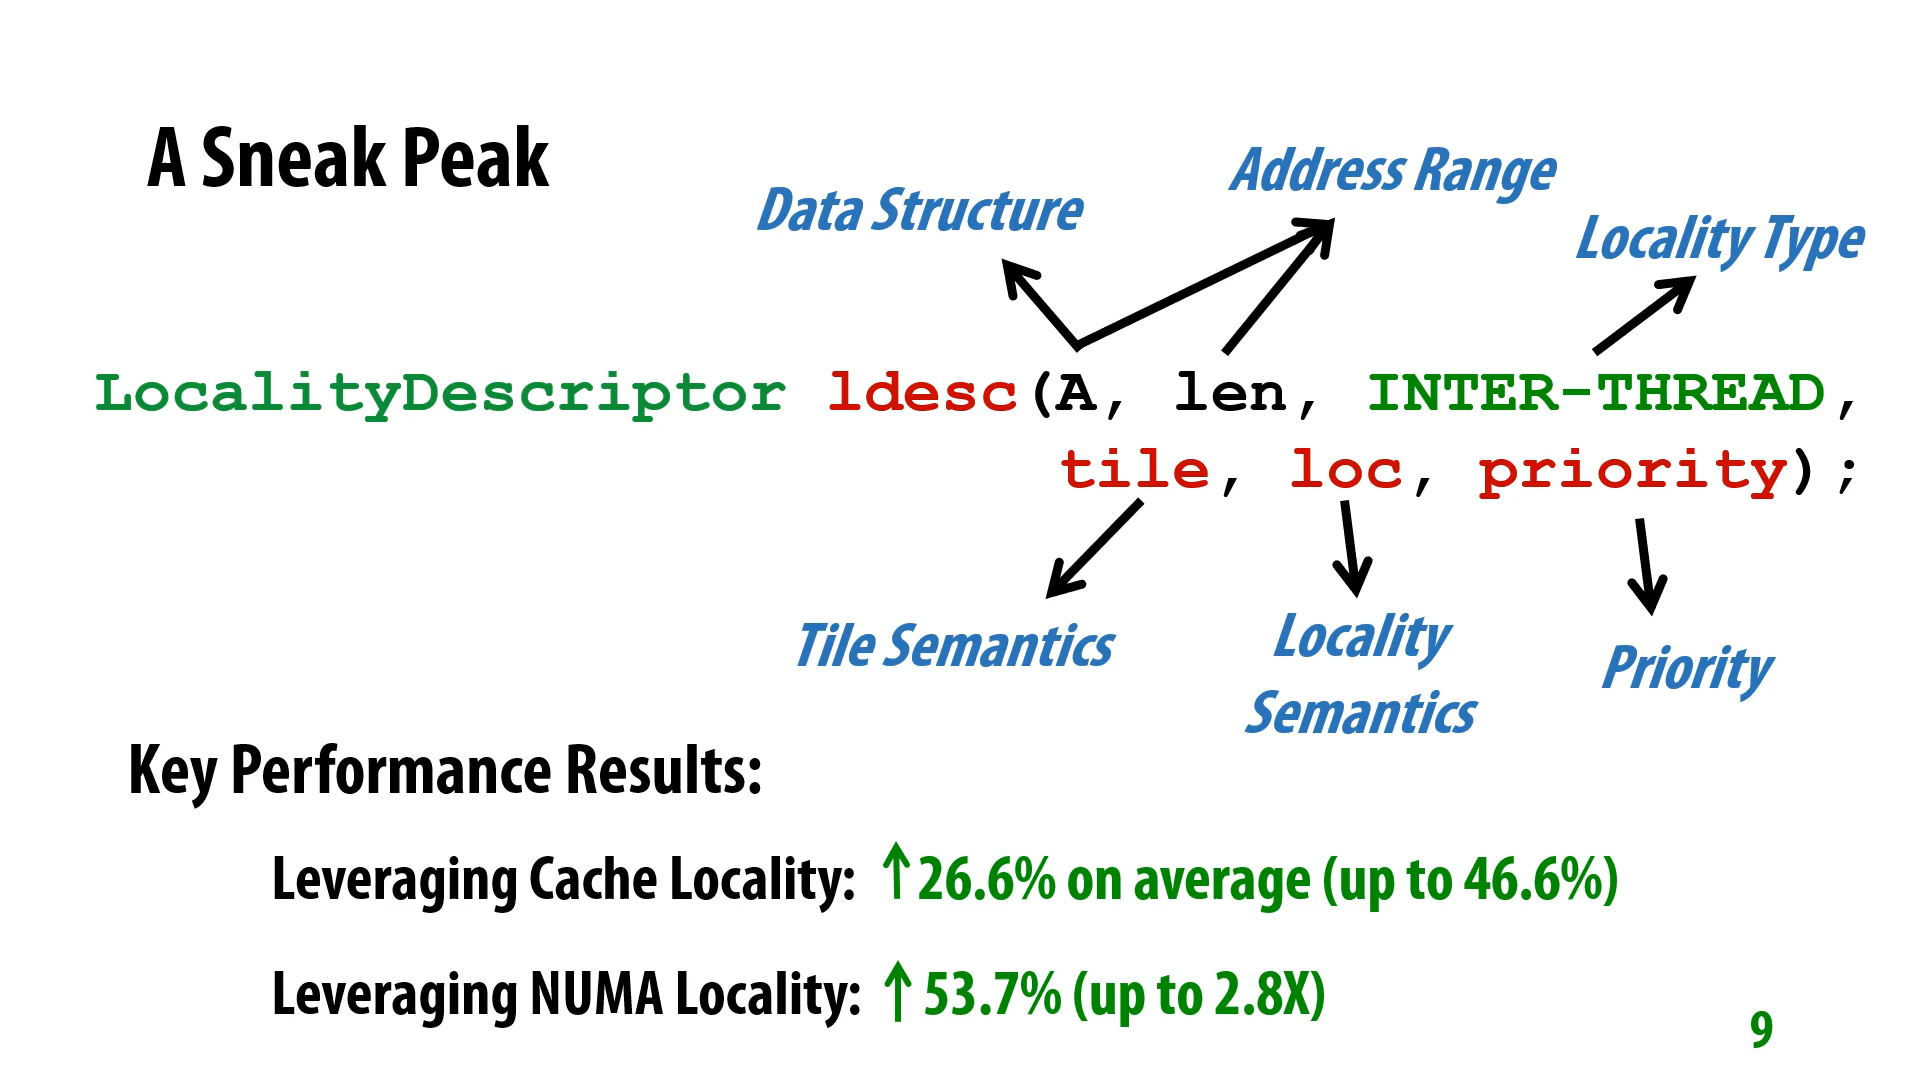 A Sneak Peak
Data Structure
Address Range
Locality Type
LocalityDescriptor ldesc(A, len, INTER-THREAD,
tile, loc, priority);
Tile Semantics
Locality
Semantics
Priority
Key Performance Results:
Leveraging Cache Locality: ↑26.6% on average (up to 46.6%)
Leveraging NUMA Locality: ↑53.7% (up to 2.8X)
9